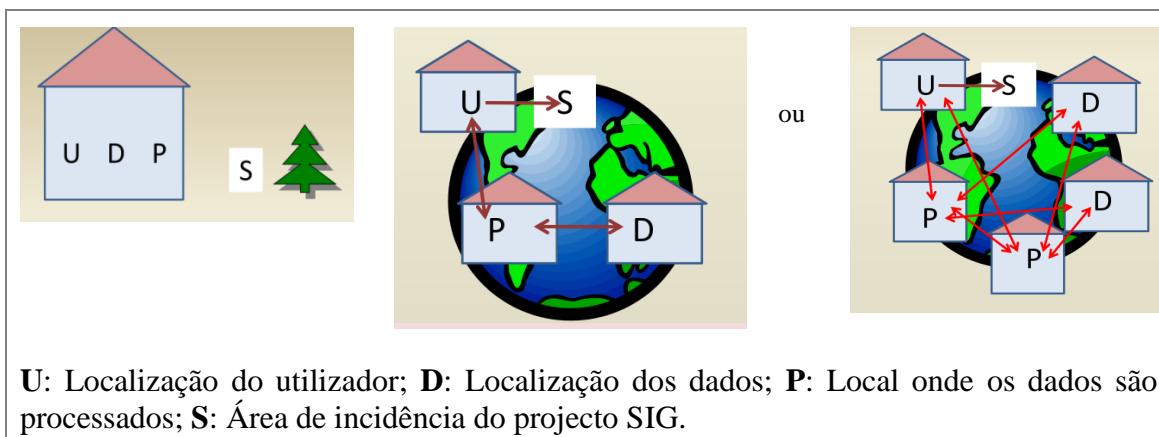 U D P
S
U S
P D
ou
U S D
P D
P
U: Localização do utilizador; D: Localização dos dados; P: Local onde os dados são
processados; S: Área de incidência do projecto SIG.